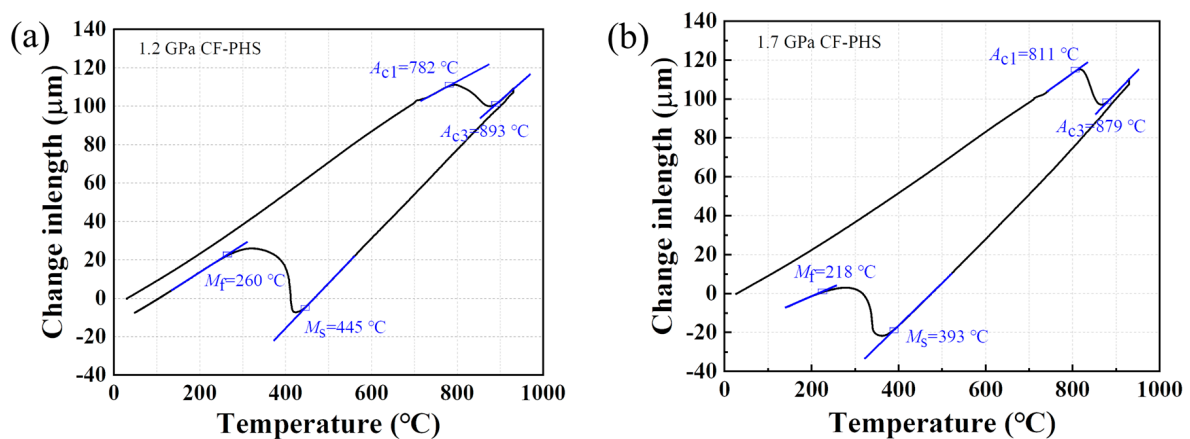 (a)
1.2 GPa CF-PHS
Ac1=782 °C
Ac3=893 °C
Mf=260 °C
Ms=445 °C
140
120
100
80
60
40
20
0
-20
-40
0
200
400
600
800
1000
Change inlength (μm)
Temperature (°C)
(b)
1.7 GPa CF-PHS
Ac1=811 °C
Ac3=879 °C
Mf=218 °C
Ms=393 °C
140
120
100
80
60
40
20
0
-20
-40
0
200
400
600
800
1000
Change inlength (μm)
Temperature (°C)